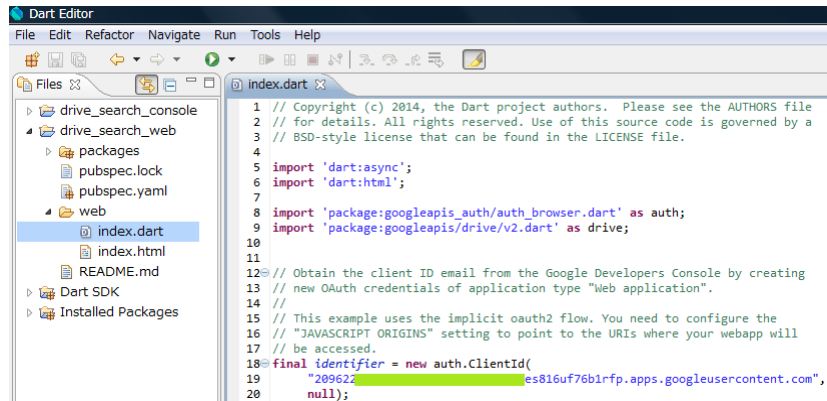 Dart Editor
File Edit Refactor Navigate Run Tools Help
Files
drive_search_console
drive_search_web
packages
pubspec.lock
pubspec.yaml
web
index.dart
index.html
README.md
Dart SDK
Installed Packages
index.dart
1 // Copyright (c) 2014, the Dart project authors.  Please see the AUTHORS file
2 // for details. All rights reserved. Use of this source code is governed by a
3 // BSD-style license that can be found in the LICENSE file.
4
5 import 'dart:async';
6 import 'dart:html';
7
8 import 'package:googleapis_auth/auth_browser.dart' as auth;
9 import 'package:googleapis/drive/v2.dart' as drive;
10
11
12 // Obtain the client ID email from the Google Developers Console by creating
13 // new OAuth credentials of application type "Web application".
14 //
15 // This example uses the implicit oauth2 flow. You need to configure the
16 // "JAVASCRIPT ORIGINS" setting to point to the URIs where your webapp will
17 // be accessed.
18 final identifier = new auth.ClientId(
19 "209622 es816uf76b1rfp.apps.googleusercontent.com",
20 null);